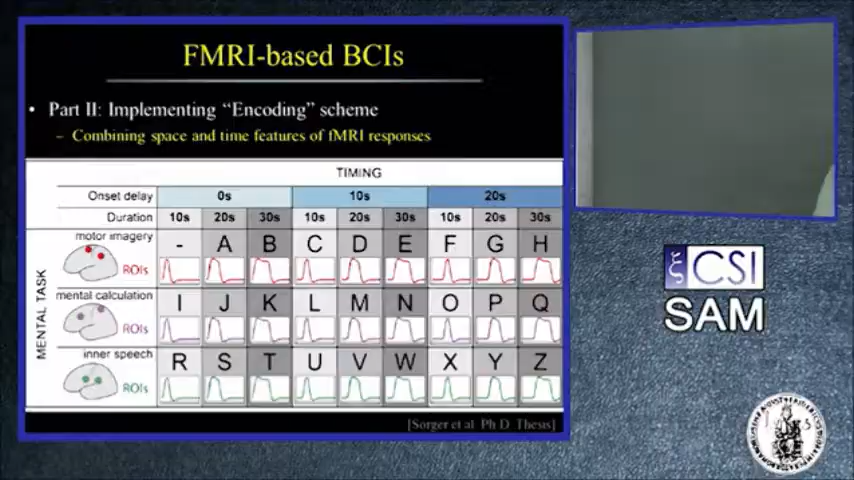 FMRI-based BCIs
• Part II: Implementing “Encoding” scheme
– Combining space and time features of fMRI responses
TIMING
Onset delay 0s 10s 20s
Duration 10s 20s 30s 10s 20s 30s 10s 20s 30s
MENTAL TASK
motor imagery - A B C D E F G H
ROIs
mental calculation I J K L M N O P Q
ROIs
inner speech R S T U V W X Y Z
ROIs
[Sorger et al. Ph.D. Thesis]
ξCSI
SAM